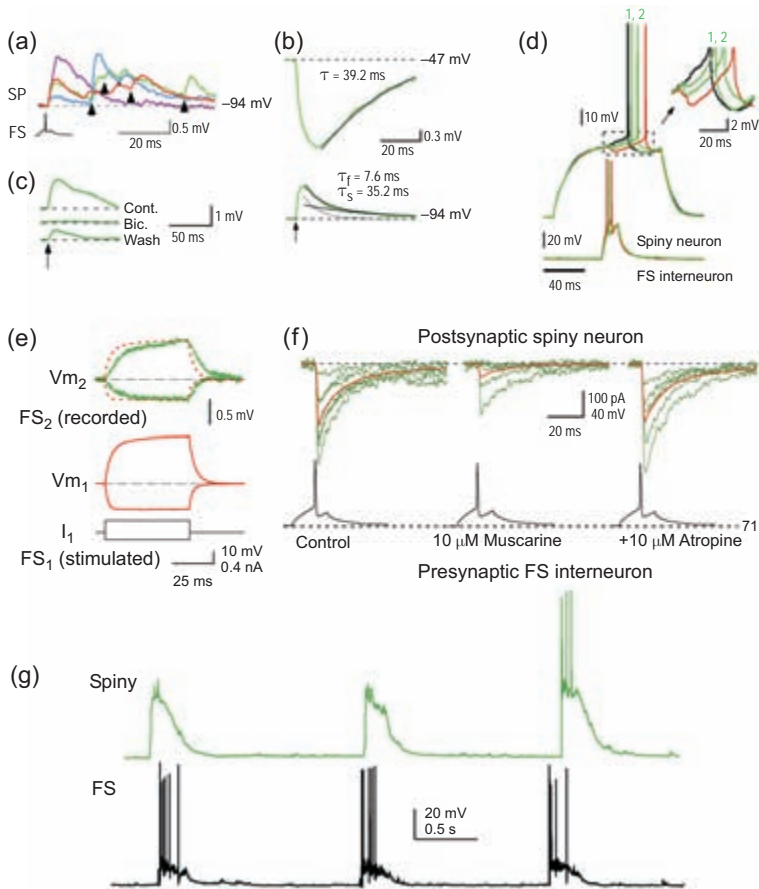 (a)
SP
FS
–94 mV
0.5 mV
20 ms
(b)
–47 mV
τ = 39.2 ms
0.3 mV
20 ms
τf = 7.6 ms
τs = 35.2 ms
–94 mV
(c)
Cont.
Bic.
Wash
1 mV
50 ms
(d)
1, 2
1, 2
10 mV
2 mV
20 ms
20 mV
Spiny neuron
FS interneuron
40 ms
(e)
Vm2
FS2 (recorded)
0.5 mV
Vm1
I1
FS1 (stimulated)
10 mV
0.4 nA
25 ms
(f)
Postsynaptic spiny neuron
100 pA
40 mV
20 ms
71
Control
10 μM Muscarine
+10 μM Atropine
Presynaptic FS interneuron
(g)
Spiny
FS
20 mV
0.5 s